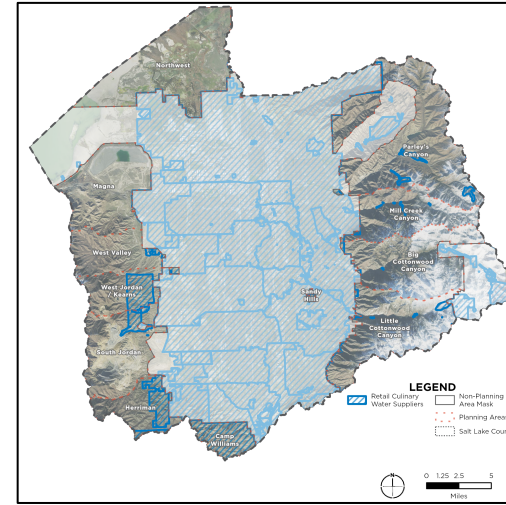 Northwest
Parley's
Canyon
Magna
Mill Creek
Canyon
West Valley
Big
Cottonwood
Canyon
West Jordan
/ Kearns
Sandy
Hills
Little
Cottonwood
Canyon
South Jordan
Herriman
Camp
Williams
LEGEND
Retail Culinary
Water Suppliers
Non-Planning
Area Mask
Planning Areas
Salt Lake Coun
N
0 1.25 2.5 5
Miles